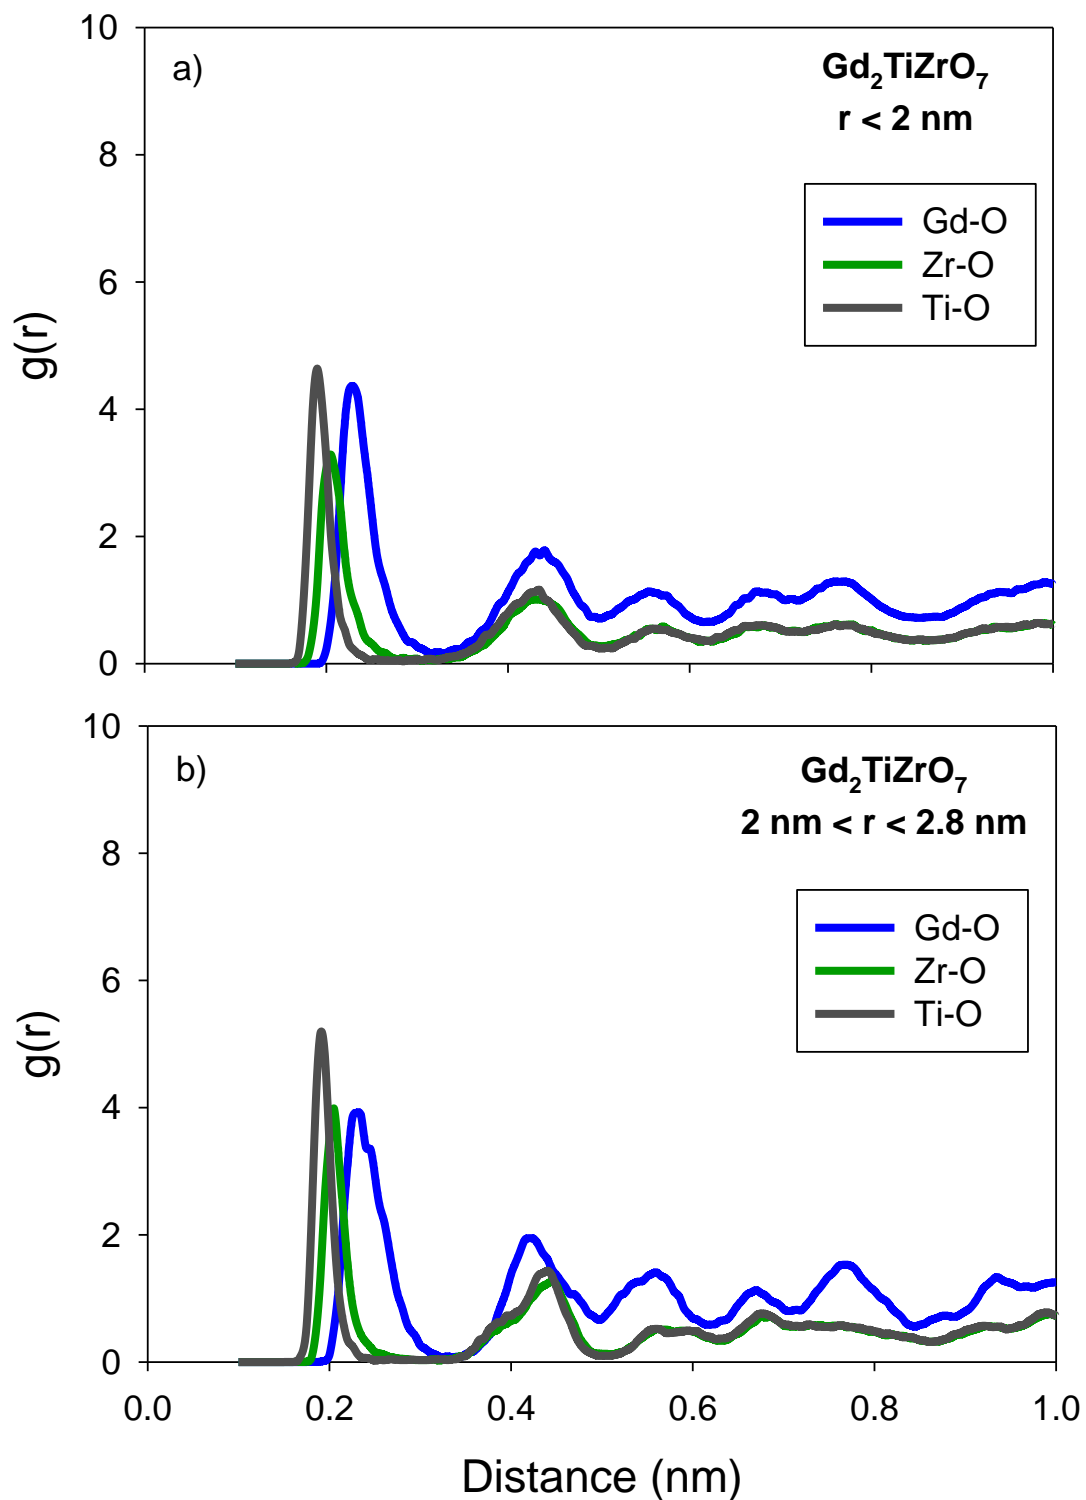 10
a)
Gd₂TiZrO₇
r < 2 nm
8
Gd-O
Zr-O
Ti-O
6
g(r)
4
2
0
10
b)
Gd₂TiZrO₇
2 nm < r < 2.8 nm
8
Gd-O
Zr-O
Ti-O
6
g(r)
4
2
0
0.0 0.2 0.4 0.6 0.8 1.0
Distance (nm)